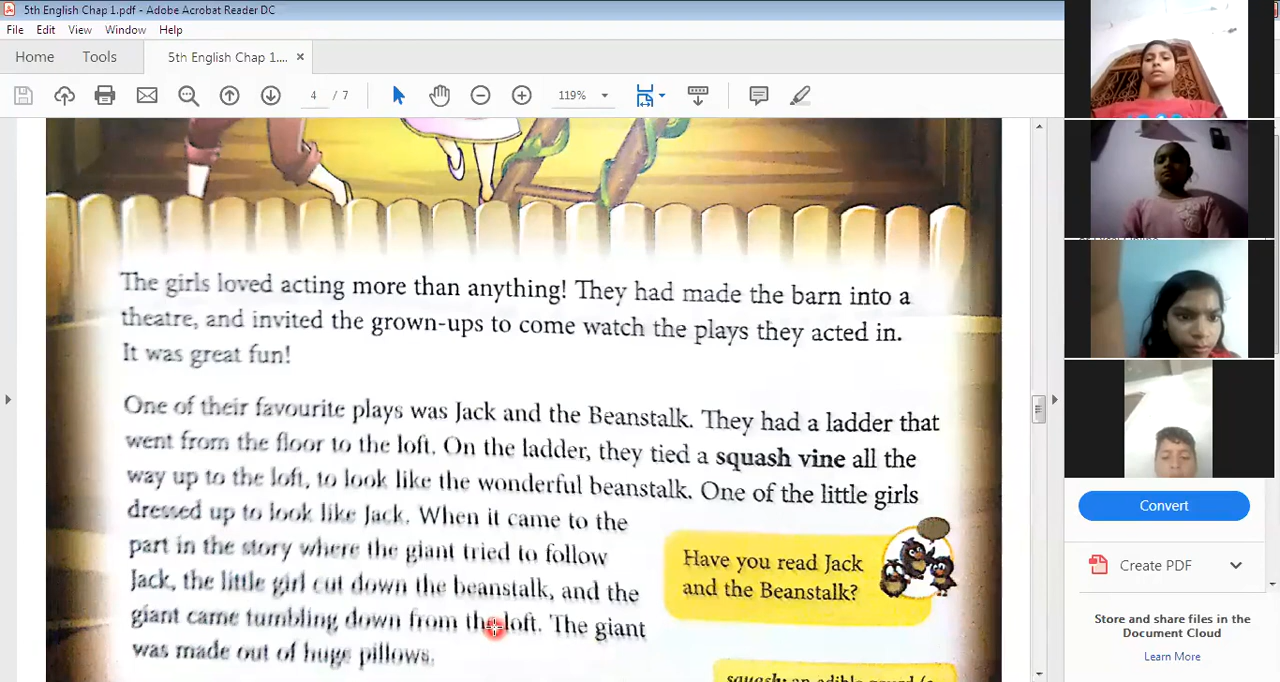 5th English Chap 1.pdf - Adobe Acrobat Reader DC
File Edit View Window Help
Home Tools 5th English Chap 1.... ×
4 / 7 119%
The girls loved acting more than anything! They had made the barn into a
theatre, and invited the grown-ups to come watch the plays they acted in.
It was great fun!
One of their favourite plays was Jack and the Beanstalk. They had a ladder that
went from the floor to the loft. On the ladder, they tied a squash vine all the
way up to the loft, to look like the wonderful beanstalk. One of the little girls
dressed up to look like Jack. When it came to the
part in the story where the giant tried to follow
Jack, the little girl cut down the beanstalk, and the
giant came tumbling down from the loft. The giant
was made out of huge pillows.
Have you read Jack
and the Beanstalk?
squash: an edible gourd (a
Convert
Create PDF
Store and share files in the
Document Cloud
Learn More